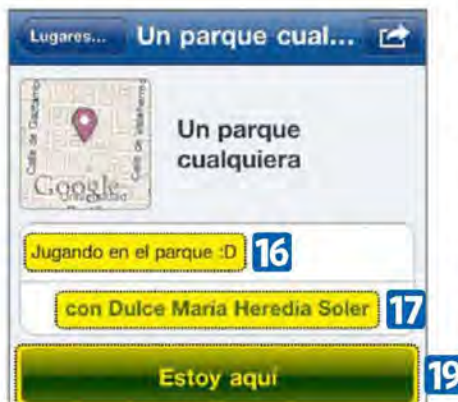 Lugares... Un parque cual...
Un parque
cualquiera
Google
Jugando en el parque :D 16
con Dulce María Heredia Soler 17
Estoy aquí 19